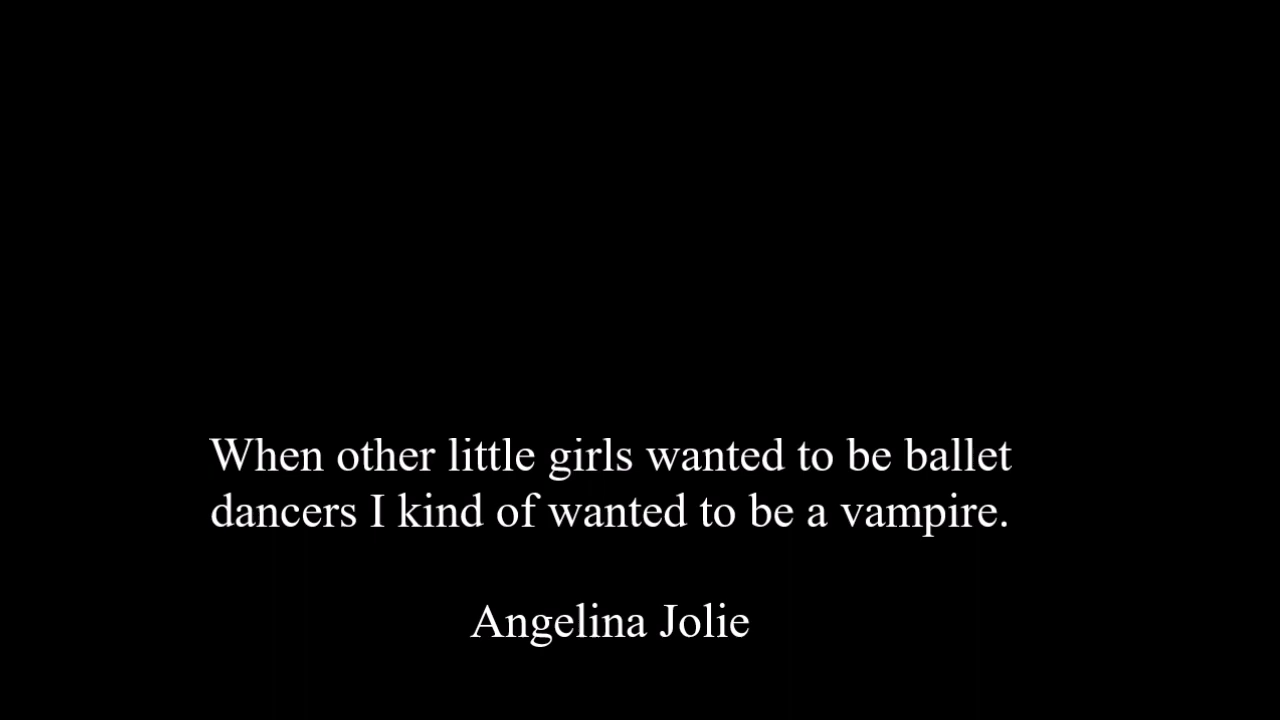 When other little girls wanted to be ballet
dancers I kind of wanted to be a vampire.
Angelina Jolie